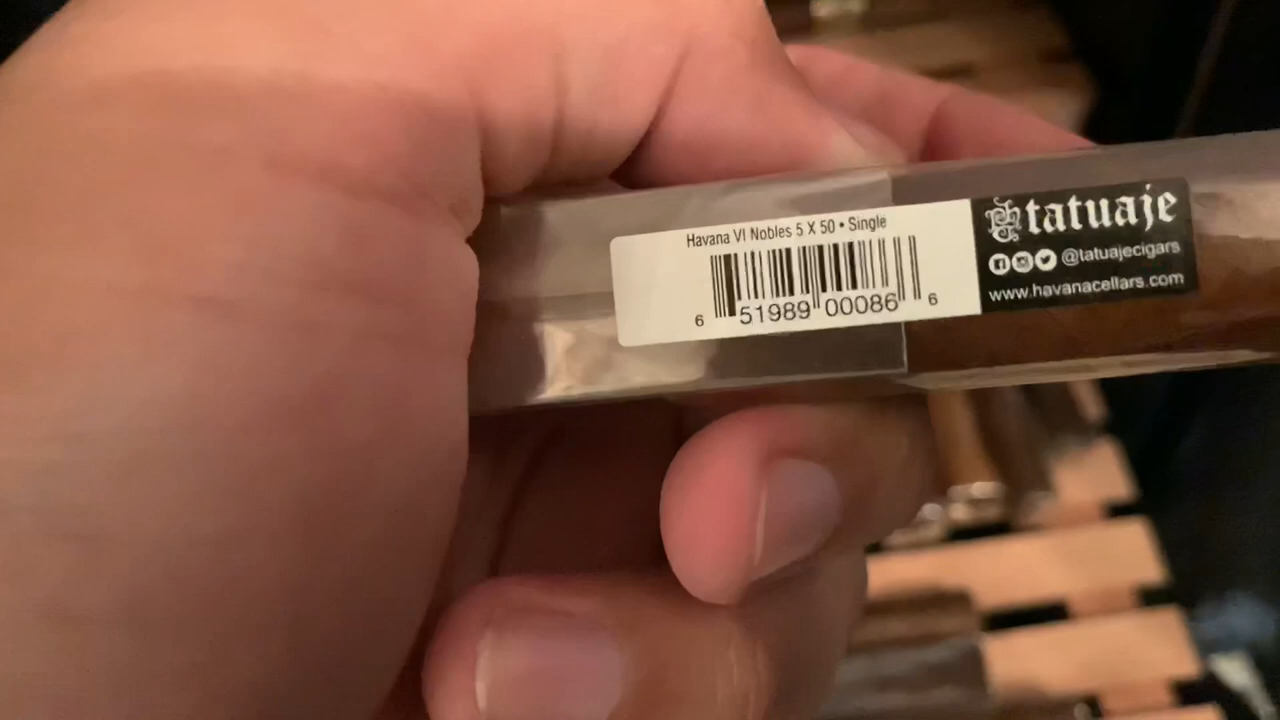 Havana VI Nobles 5 X 50 • Single
6 51989 00086 6
tatuaje
@tatuajecigars
www.havanacellars.com